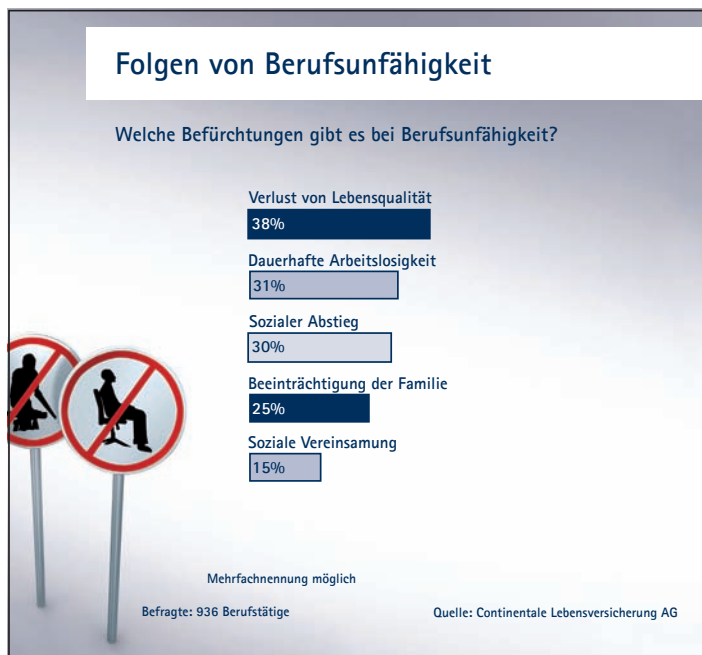 Folgen von Berufsunfähigkeit
Welche Befürchtungen gibt es bei Berufsunfähigkeit?
Verlust von Lebensqualität
38%
Dauerhafte Arbeitslosigkeit
31%
Sozialer Abstieg
30%
Beeinträchtigung der Familie
25%
Soziale Vereinsamung
15%
Mehrfachnennung möglich
Befragte: 936 Berufstätige
Quelle: Continentale Lebensversicherung AG